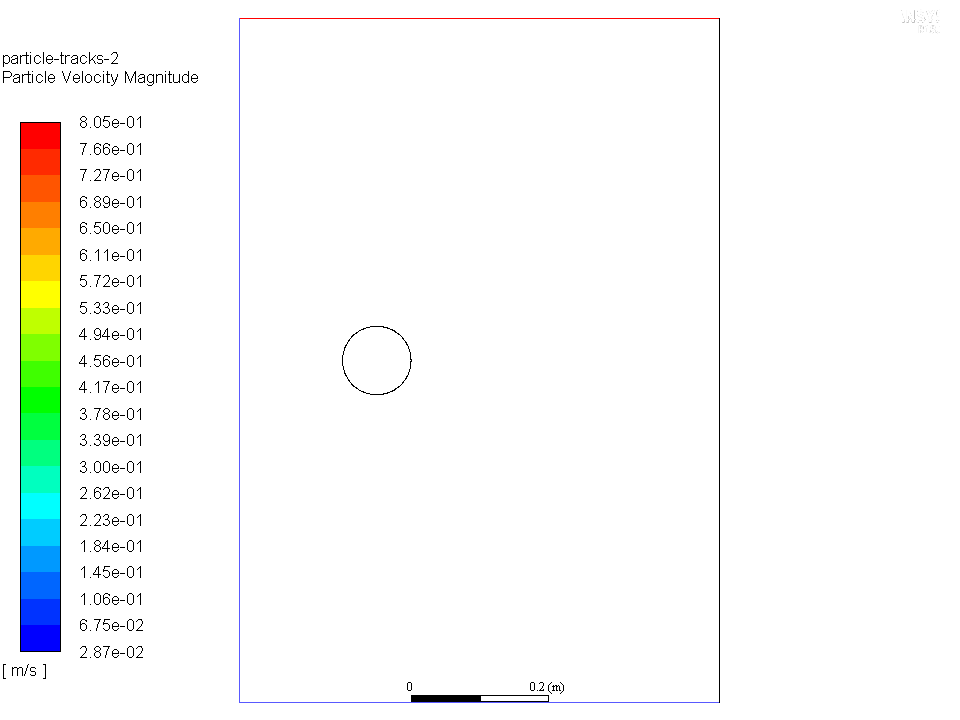 particle-tracks-2
Particle Velocity Magnitude
8.05e-01
7.66e-01
7.27e-01
6.89e-01
6.50e-01
6.11e-01
5.72e-01
5.33e-01
4.94e-01
4.56e-01
4.17e-01
3.78e-01
3.39e-01
3.00e-01
2.62e-01
2.23e-01
1.84e-01
1.45e-01
1.06e-01
6.75e-02
2.87e-02
[ m/s ]
0 0.2 (m)